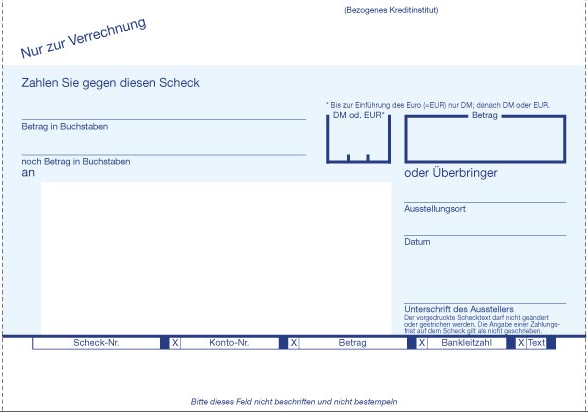 (Bezogenes Kreditinstitut)
Nur zur Verrechnung
Zahlen Sie gegen diesen Scheck
* Bis zur Einführung des Euro (=EUR) nur DM; danach DM oder EUR.
DM od. EUR*
Betrag
Betrag in Buchstaben
noch Betrag in Buchstaben
an
oder Überbringer
Ausstellungsort
Datum
Unterschrift des Ausstellers
Der vorgedruckte Schecktext darf nicht geändert
oder gestrichen werden. Die Angabe einer Zahlungs-
frist auf dem Scheck gilt als nicht geschrieben.
Scheck-Nr. X Konto-Nr. X Betrag X Bankleitzahl X Text
Bitte dieses Feld nicht beschriften und nicht bestempeln